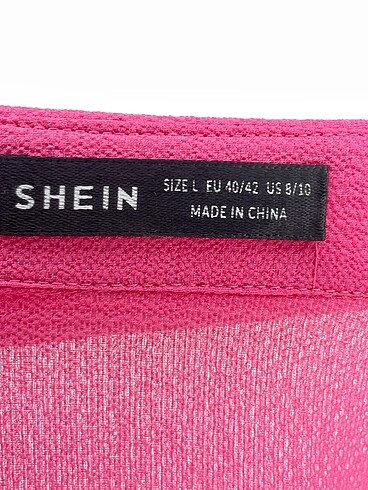 SHEIN
SIZE L EU 40/42 US 8/10
MADE IN CHINA